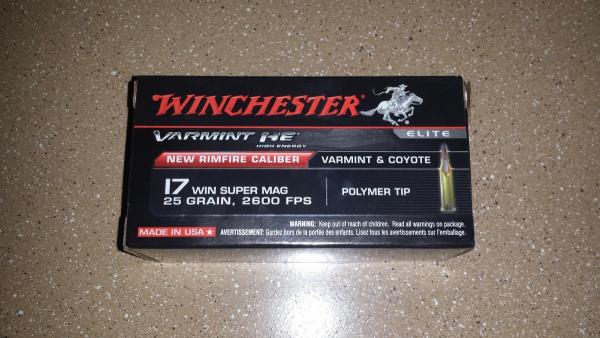 WINCHESTER
VARMINT HE
HIGH ENERGY
ELITE
NEW RIMFIRE CALIBER
VARMINT & COYOTE
17 WIN SUPER MAG
25 GRAIN, 2600 FPS
POLYMER TIP
WARNING: Keep out of reach of children. Read all warnings on package.
MADE IN USA★
AVERTISSEMENT: Gardez hors de la portée des enfants. Lisez tous les avertissements sur l'emballage.